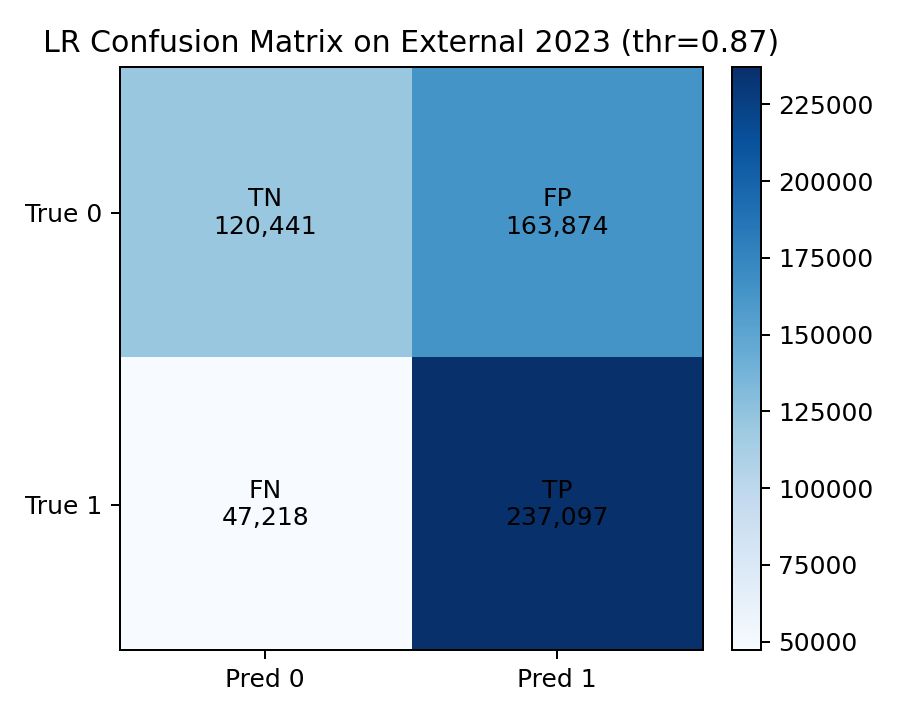 LR Confusion Matrix on External 2023 (thr=0.87)
TN
120,441
FP
163,874
FN
47,218
TP
237,097
True 0
True 1
Pred 0
Pred 1
225000
200000
175000
150000
125000
100000
75000
50000